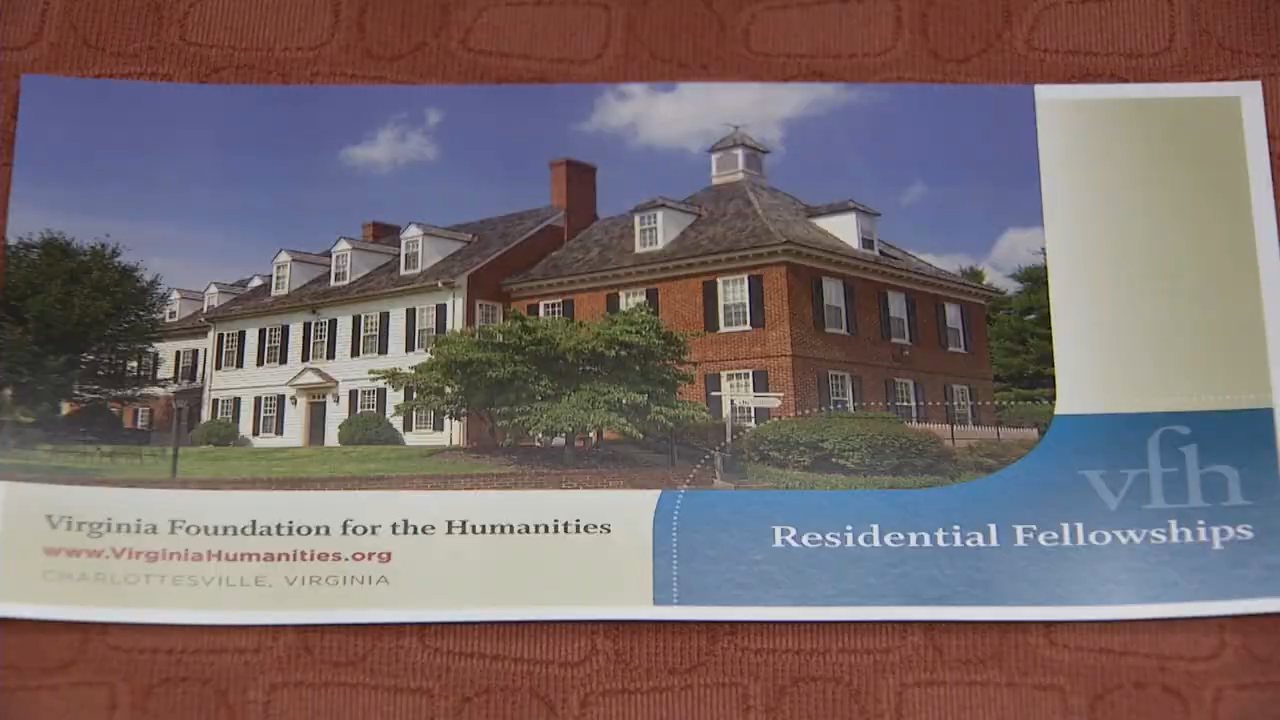 Virginia Foundation for the Humanities
www.VirginiaHumanities.org
CHARLOTTESVILLE, VIRGINIA
vfh
Residential Fellowships